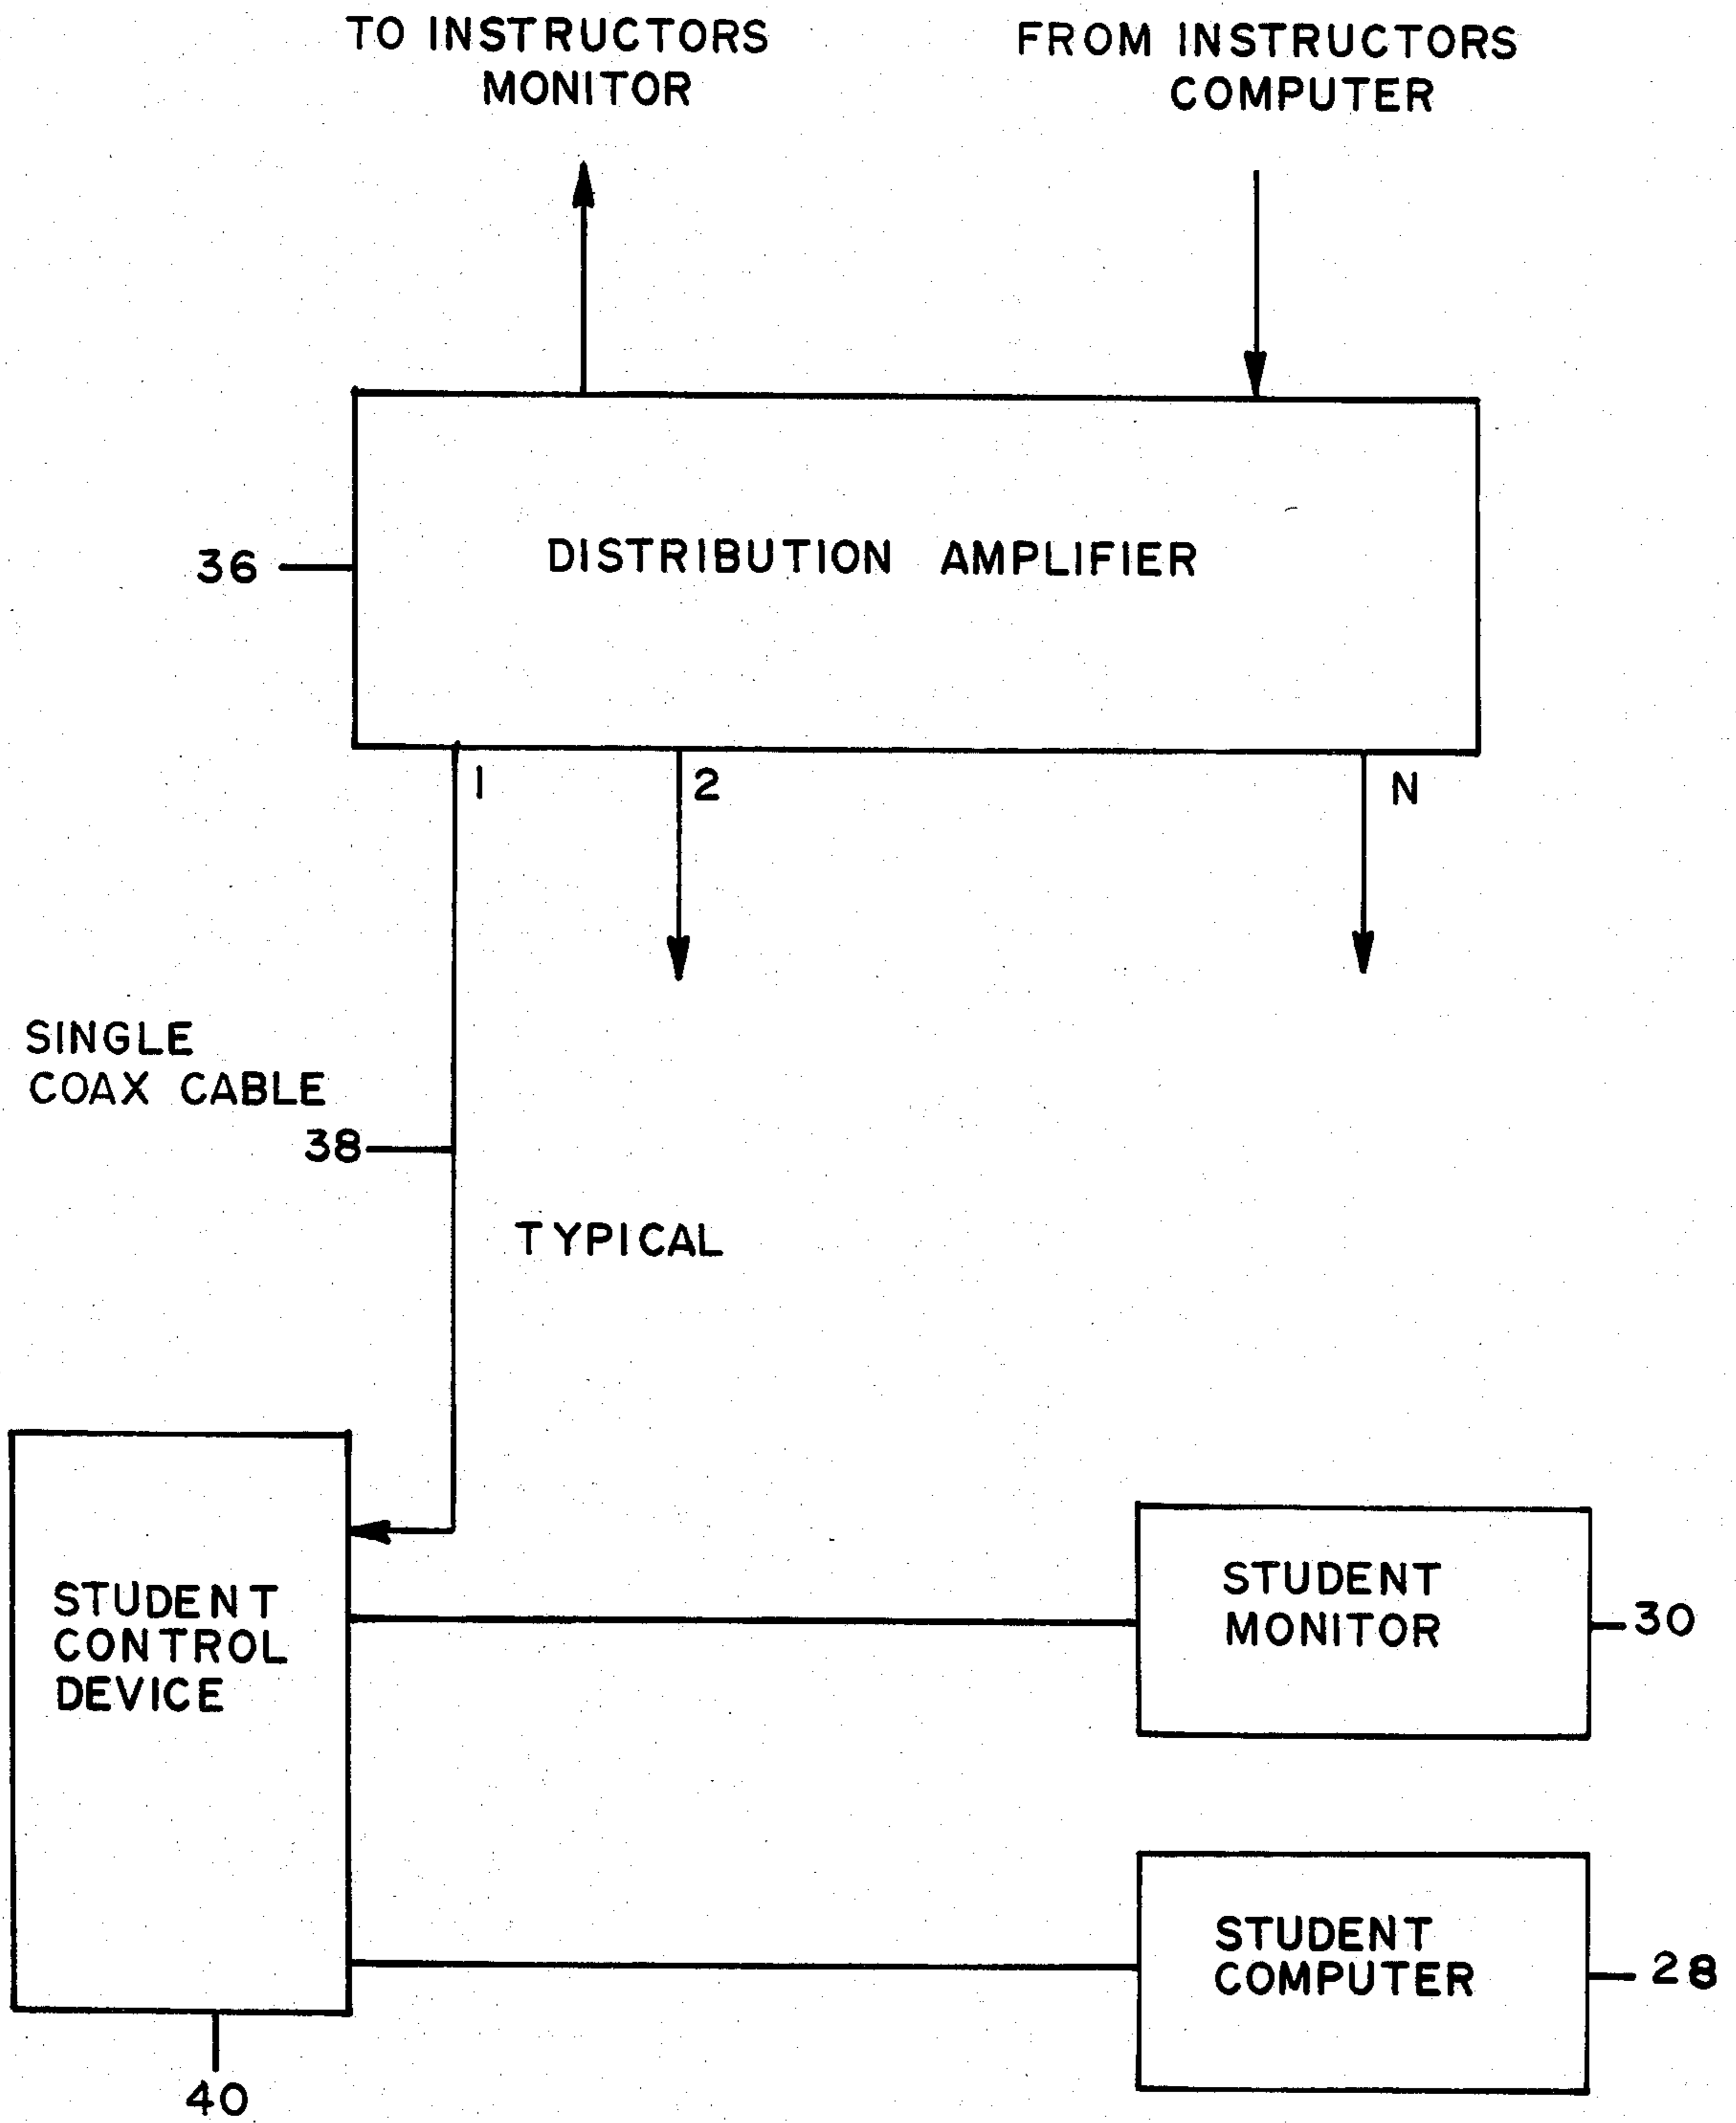 TO INSTRUCTORS
MONITOR
FROM INSTRUCTORS
COMPUTER
36
DISTRIBUTION AMPLIFIER
1
2
N
SINGLE
COAX CABLE
38
TYPICAL
STUDENT
CONTROL
DEVICE
40
STUDENT
MONITOR
30
STUDENT
COMPUTER
28